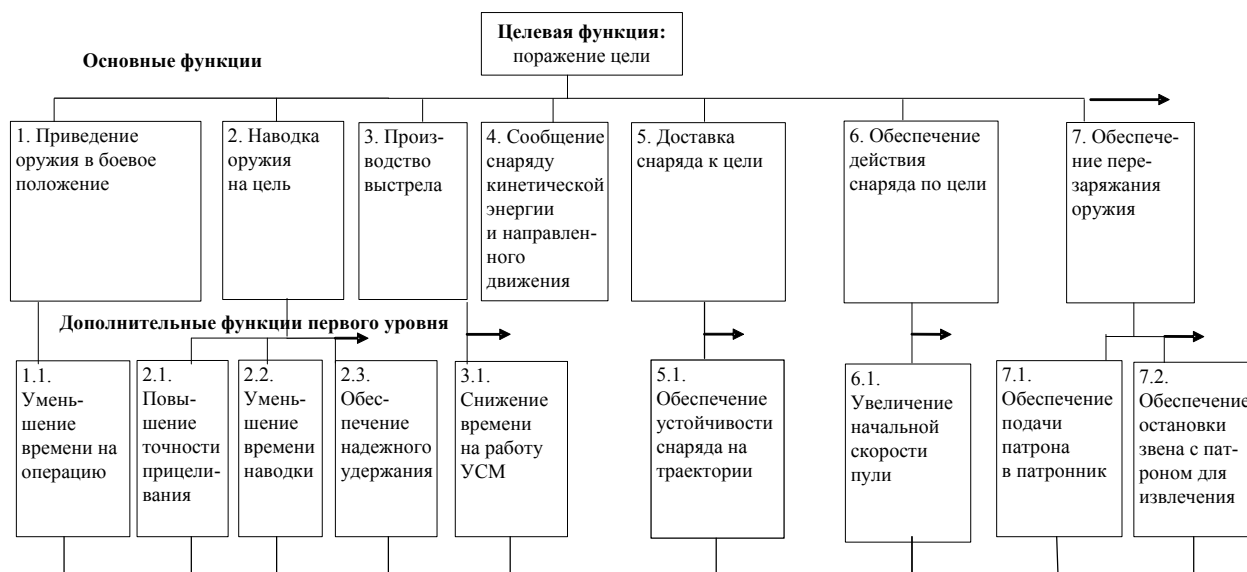 Целевая функция:
поражение цели
Основные функции
1. Приведение
оружия в боевое
положение
2. Наводка
оружия
на цель
3. Произ-
водство
выстрела
4. Сообщение
снаряду
кинетической
энергии
и направлен-
ного
движения
5. Доставка
снаряда к цели
6. Обеспечение
действия
снаряда по цели
7. Обеспече-
ние пере-
заряжания
оружия
Дополнительные функции первого уровня
1.1.
Умень-
шение
времени на
операцию
2.1.
Повы-
шение
точности
прицели-
вания
2.2.
Умень-
шение
времени
наводки
2.3.
Обес-
печение
надежного
удержания
3.1.
Снижение
времени
на работу
УСМ
5.1.
Обеспечение
устойчивости
снаряда на
траектории
6.1.
Увеличение
начальной
скорости
пули
7.1.
Обеспечение
подачи
патрона
в патронник
7.2.
Обеспечение
остановки
звена с пат-
роном для
извлечения